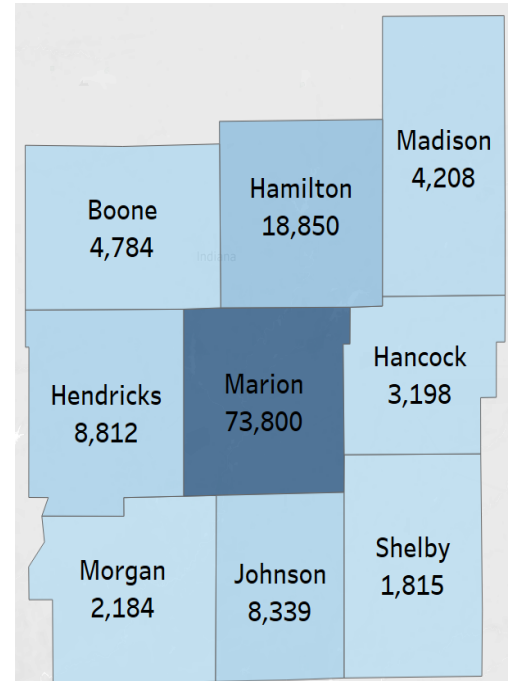 Madison
4,208
Hamilton
18,850
Boone
4,784
Indiana
Hancock
3,198
Marion
73,800
Hendricks
8,812
Shelby
1,815
Morgan
2,184
Johnson
8,339